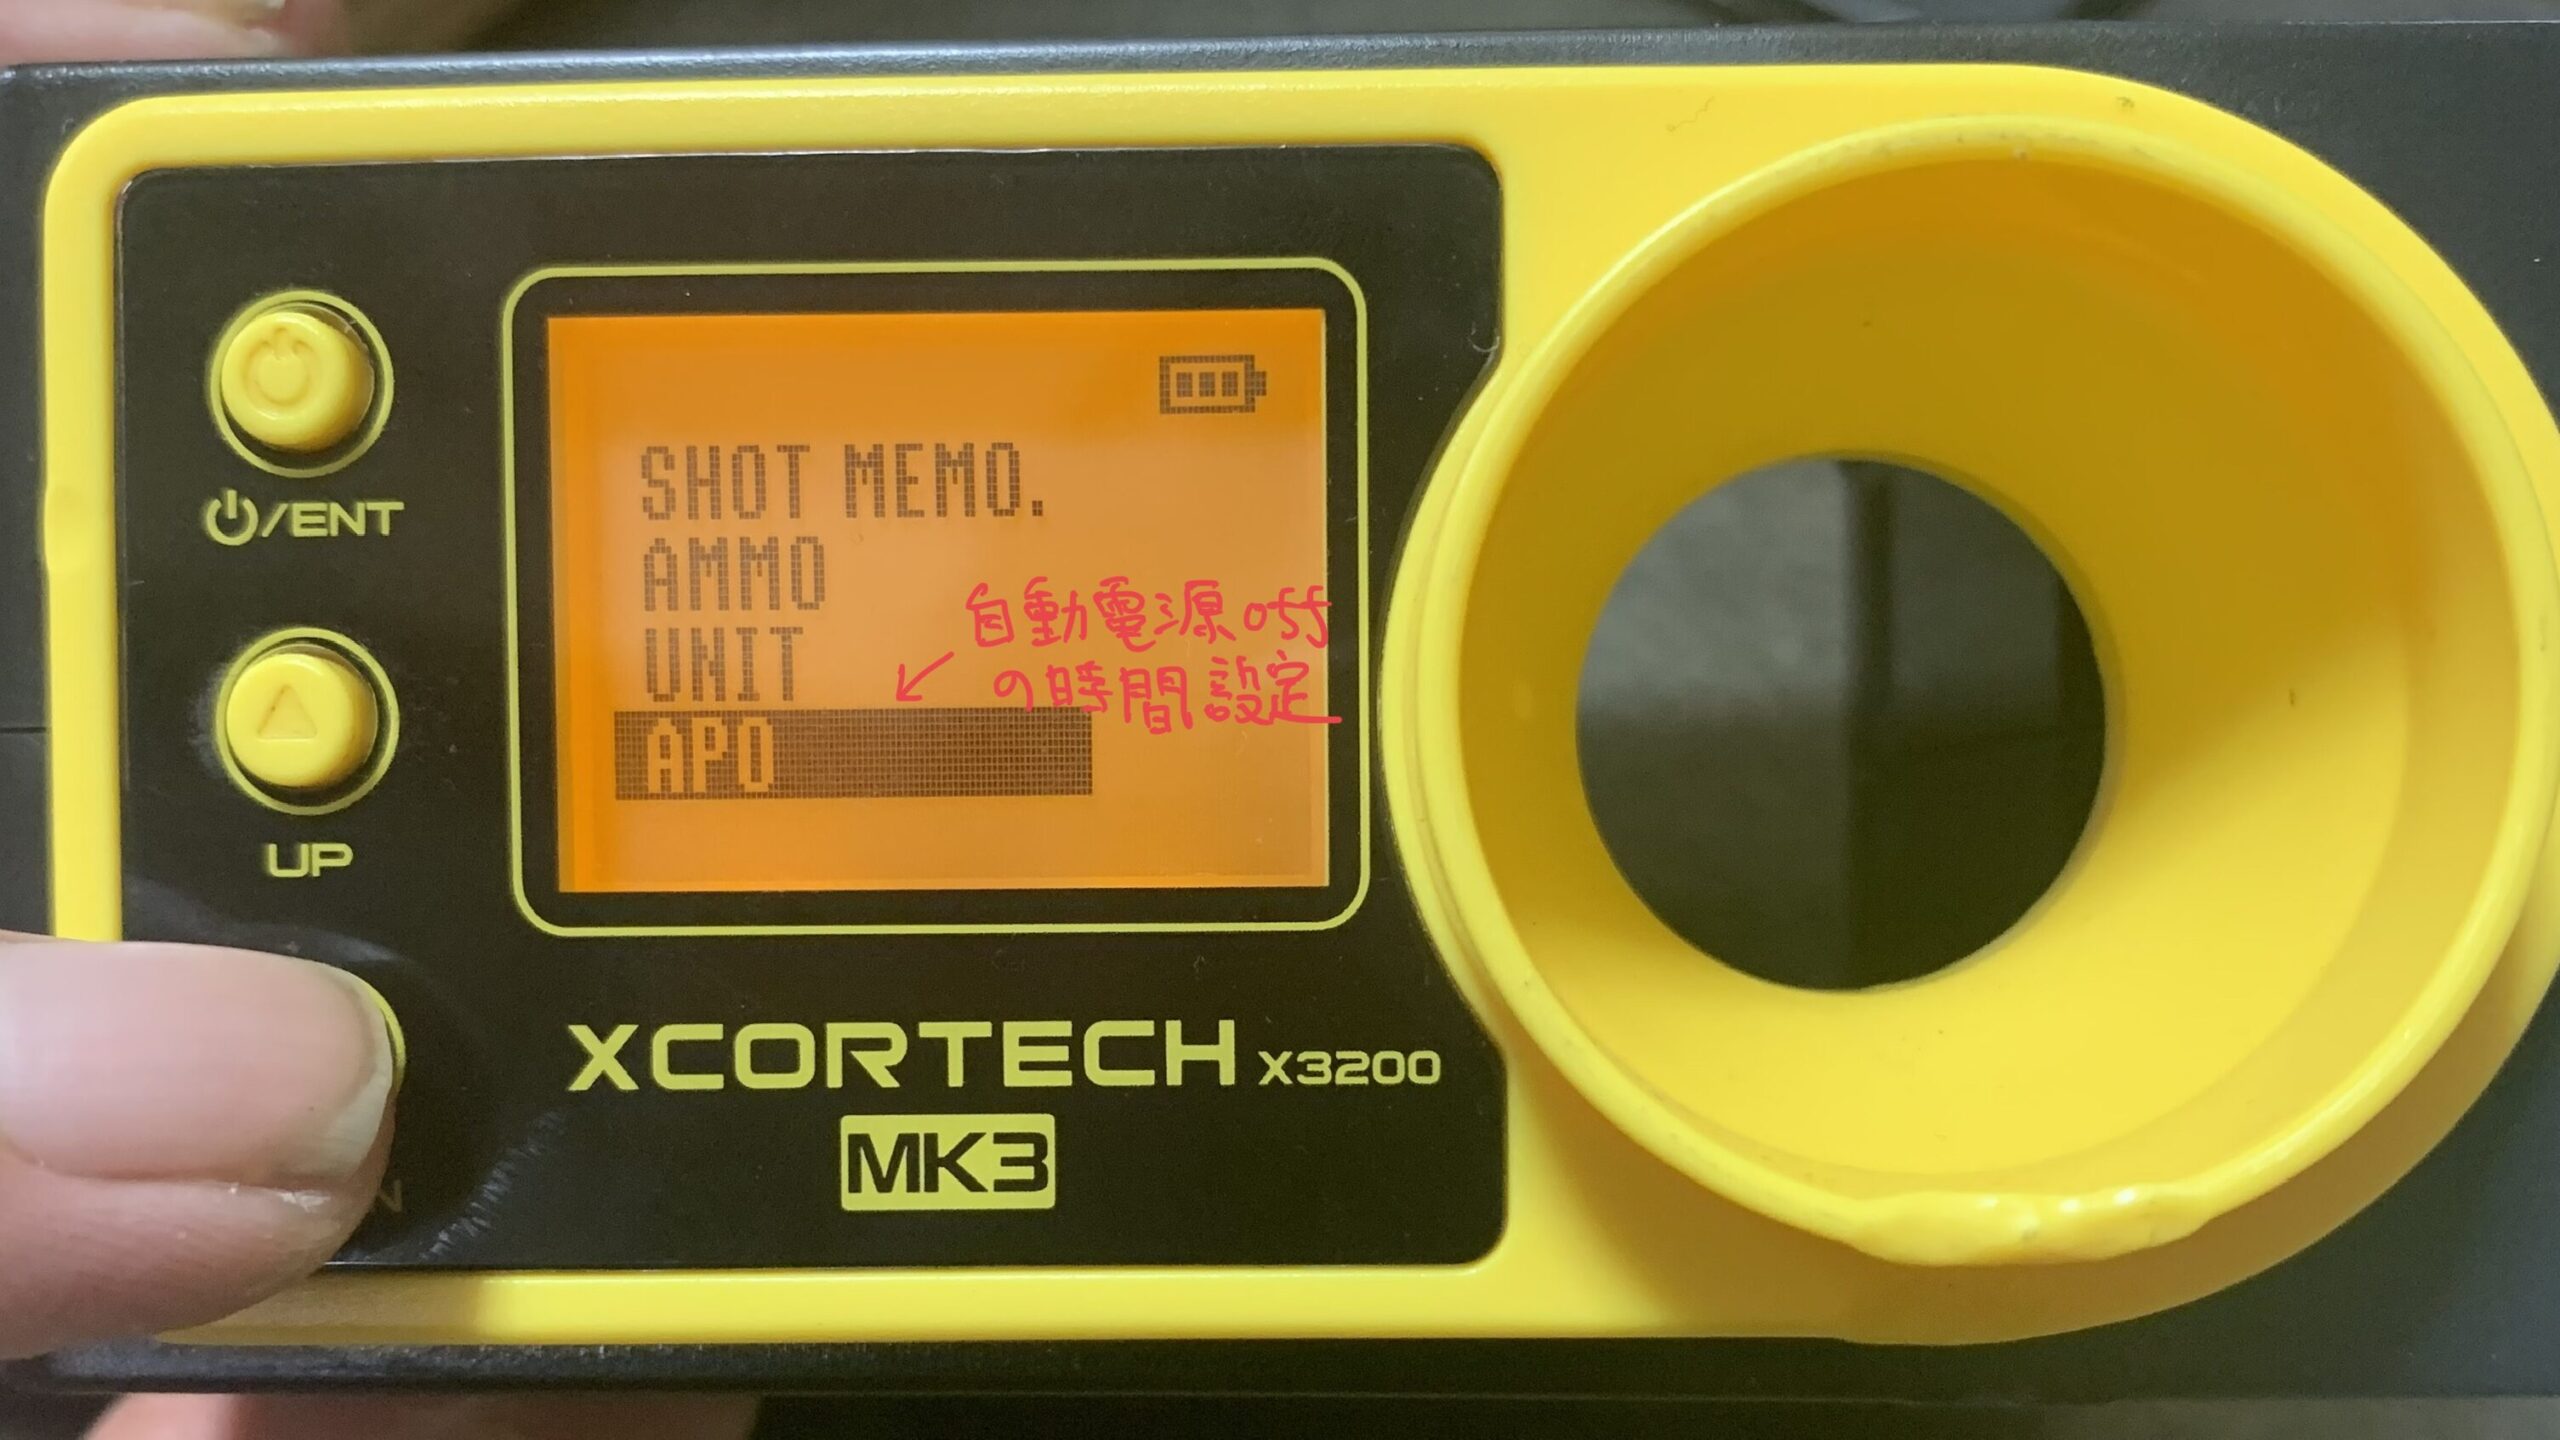 SHOT MEMO.
AMMO
UNIT
自動電源off
の時間設定
APO
⏻/ENT
UP
N
XCORTECH X3200
MK3